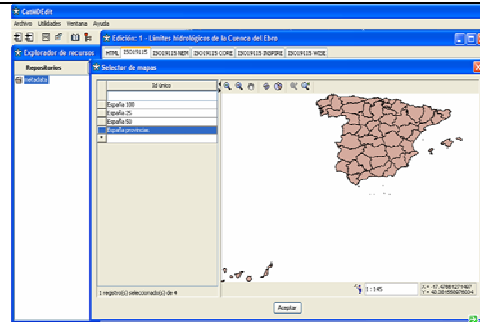 CatMDEdit
Archivo Utilidades Ventana Ayuda
Explorador de recursos
Edición: 1 - Límites hidrológicos de la Cuenca del Ebro
HTML ISO19115 ISO19115 NEM ISO19115 CORE ISO19115 INSPIRE ISO19115 WISE
Repositorios
metadata
Selector de mapas
Id único
España 100
España 25
España 50
España provincias
1 registro(s) seleccionado(s) de 4
1:145
Aceptar